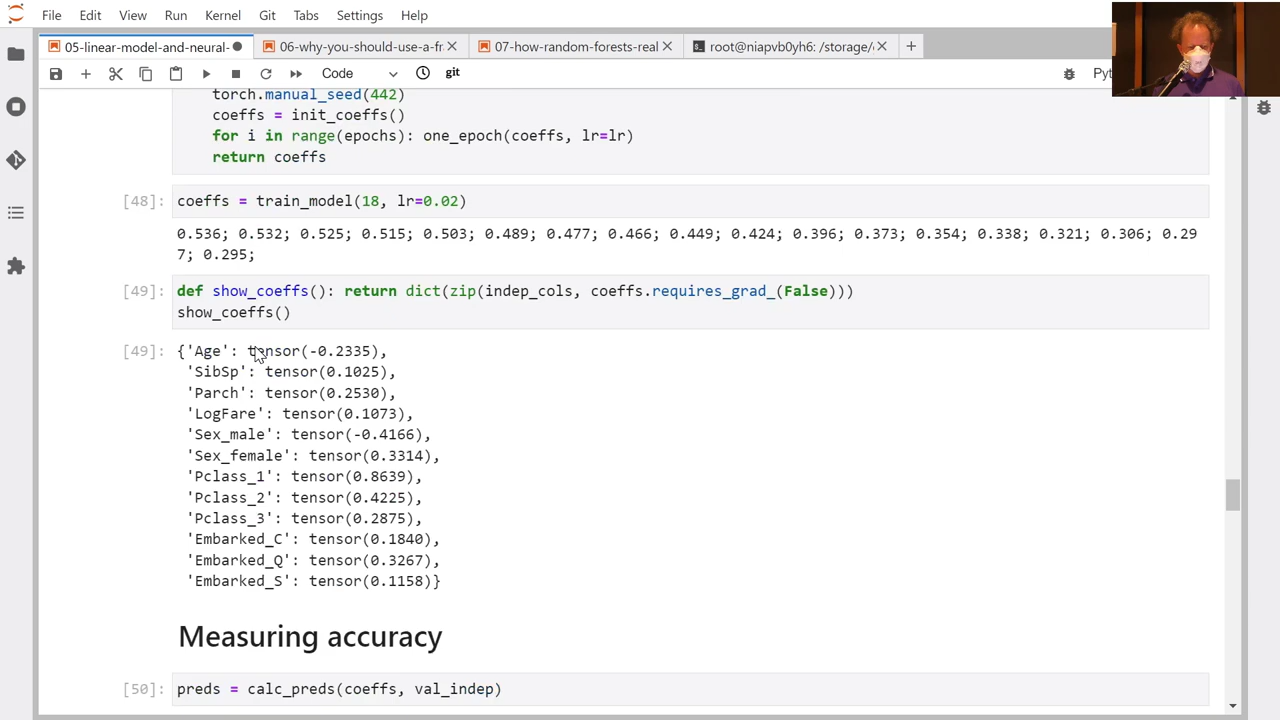 File Edit View Run Kernel Git Tabs Settings Help
05-linear-model-and-neural-
06-why-you-should-use-a-fr
07-how-random-forests-real
root@niapvb0yh6: /storage/
Code
git
torch.manual_seed(442)
coeffs = init_coeffs()
for i in range(epochs): one_epoch(coeffs, lr=lr)
return coeffs
[48]: coeffs = train_model(18, lr=0.02)
0.536; 0.532; 0.525; 0.515; 0.503; 0.489; 0.477; 0.466; 0.449; 0.424; 0.396; 0.373; 0.354; 0.338; 0.321; 0.306; 0.29
7; 0.295;
[49]: def show_coeffs(): return dict(zip(indep_cols, coeffs.requires_grad_(False)))
show_coeffs()
[49]: {'Age': tensor(-0.2335),
'SibSp': tensor(0.1025),
'Parch': tensor(0.2530),
'LogFare': tensor(0.1073),
'Sex_male': tensor(-0.4166),
'Sex_female': tensor(0.3314),
'Pclass_1': tensor(0.8639),
'Pclass_2': tensor(0.4225),
'Pclass_3': tensor(0.2875),
'Embarked_C': tensor(0.1840),
'Embarked_Q': tensor(0.3267),
'Embarked_S': tensor(0.1158)}
Measuring accuracy
[50]: preds = calc_preds(coeffs, val_indep)